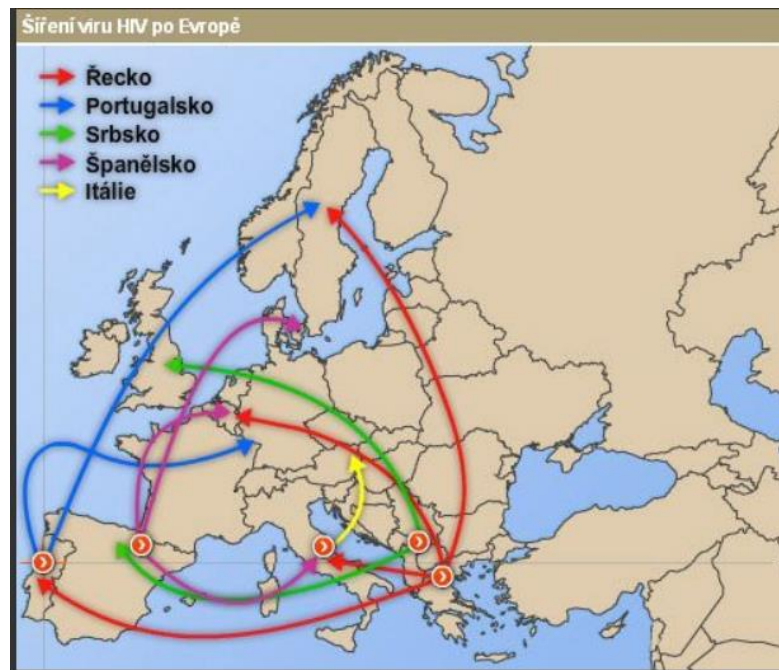 Šíření viru HIV po Evropě
Řecko
Portugalsko
Srbsko
Španělsko
Itálie